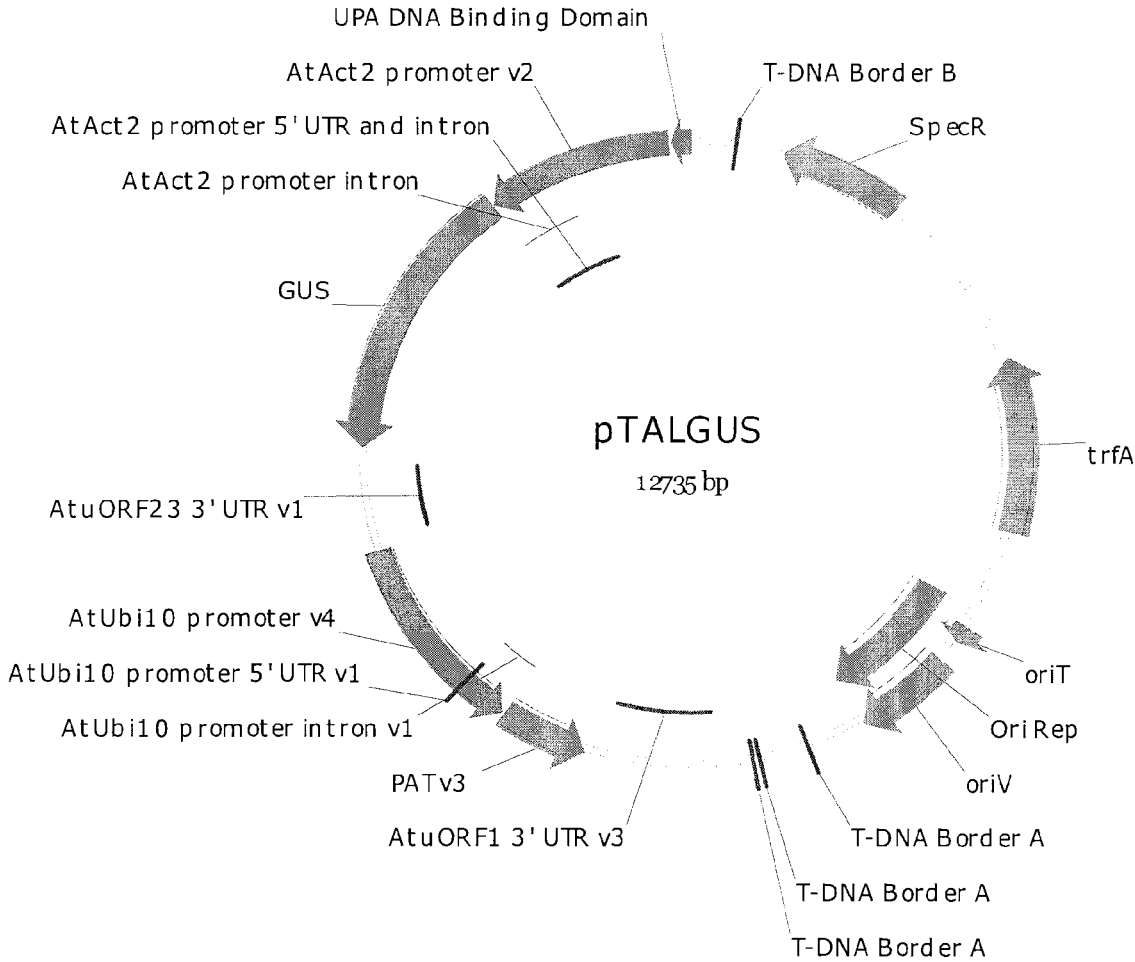 UPA DNA Binding Domain
AtAct2 promoter v2
T-DNA Border B
AtAct2 promoter 5'UTR and intron
SpecR
AtAct2 promoter intron
GUS
pTALGUS
12735 bp
trfA
AtuORF23 3'UTR v1
AtUbi10 promoter v4
AtUbi10 promoter 5'UTR v1
oriT
AtUbi10 promoter intron v1
Ori Rep
PATv3
oriV
AtuORF1 3'UTR v3
T-DNA Border A
T-DNA Border A
T-DNA Border A